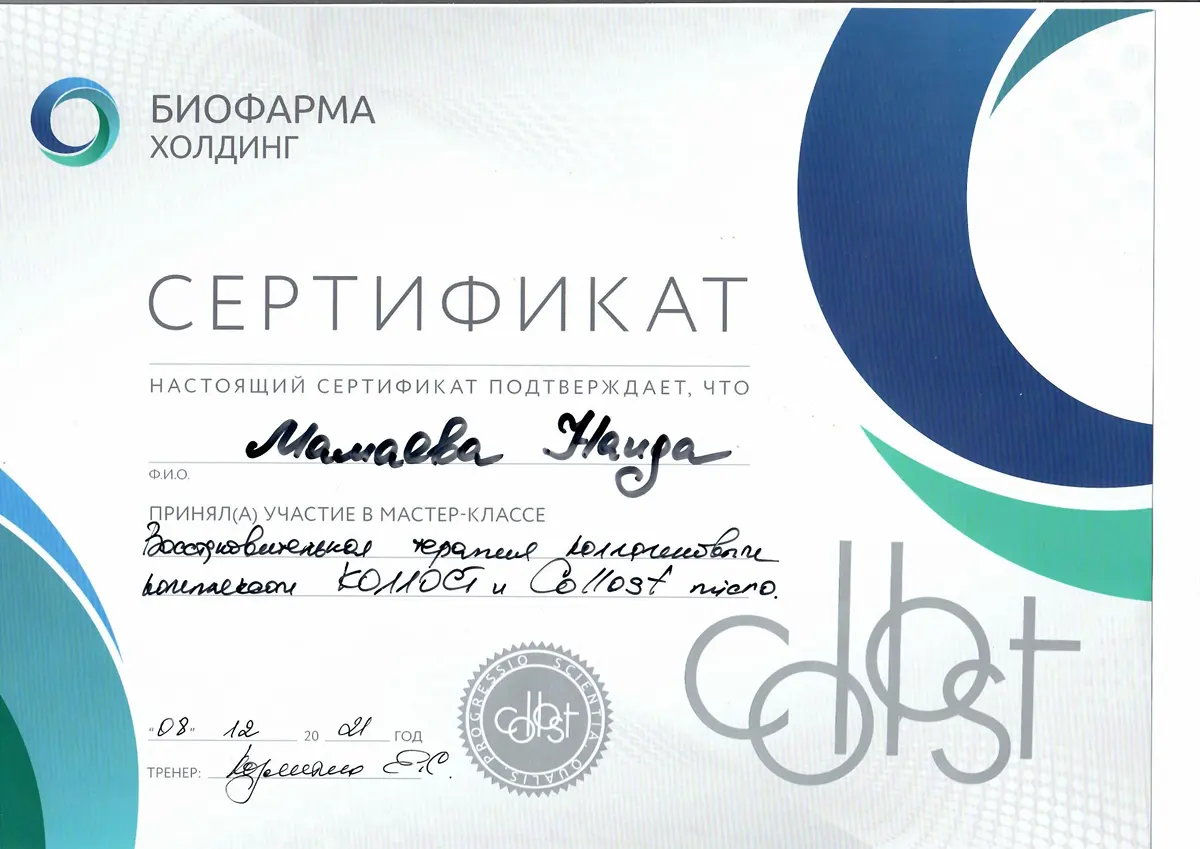 БИОФАРМА
ХОЛДИНГ
СЕРТИФИКАТ
НАСТОЯЩИЙ СЕРТИФИКАТ ПОДТВЕРЖДАЕТ, ЧТО
Мамаева Наида
Ф.И.О.
ПРИНЯЛ(А) УЧАСТИЕ В МАСТЕР-КЛАССЕ
Восстановительная терапия коллагеновыми
комплексами КОЛЛОСТ и Collost micro.
collost
PROGRESSIO SCIENTIA QUALIS
collost
"08" 12 20 21 ГОД
ТРЕНЕР: Е.С.